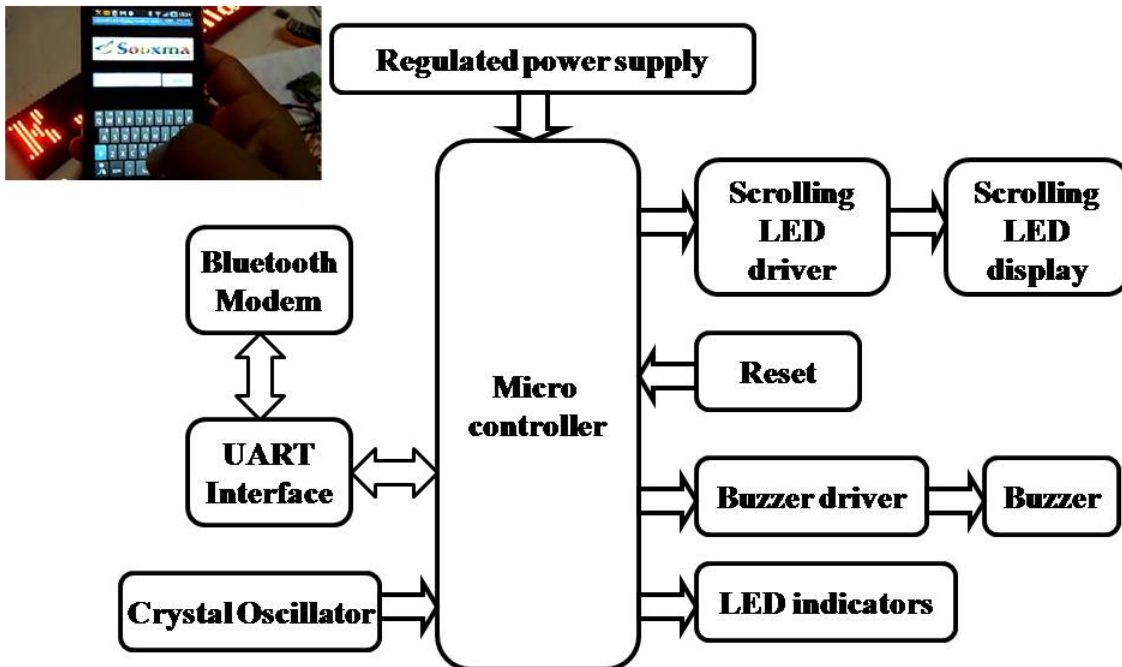 Sooxma
Q W E R T Y U I O
A S D F G H J
Z X C V
K
Regulated power supply
Scrolling
LED
driver
Scrolling
LED
display
Bluetooth
Modem
Reset
Micro
controller
UART
Interface
Buzzer driver
Buzzer
Crystal Oscillator
LED indicators